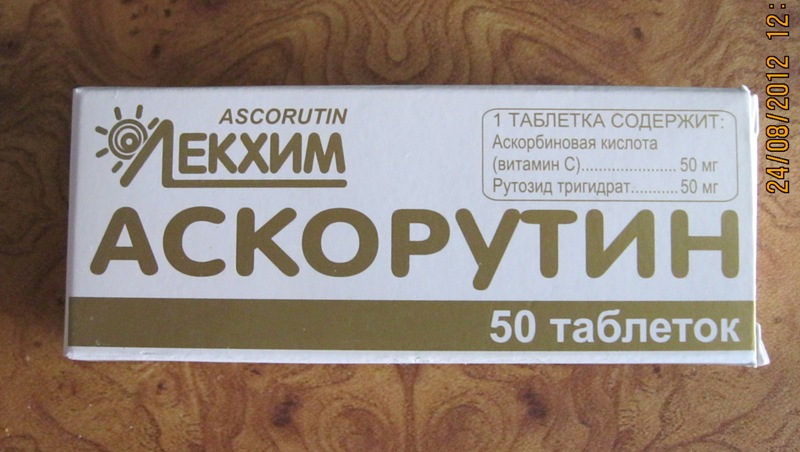 ЛЕКХИМ
ASCORUTIN
АСКОРУТИН
50 таблеток
1 ТАБЛЕТКА СОДЕРЖИТ:
Аскорбиновая кислота
(витамин С)..................... 50 мг
Рутозид тригидрат.......... 50 мг
24/08/2012 12: